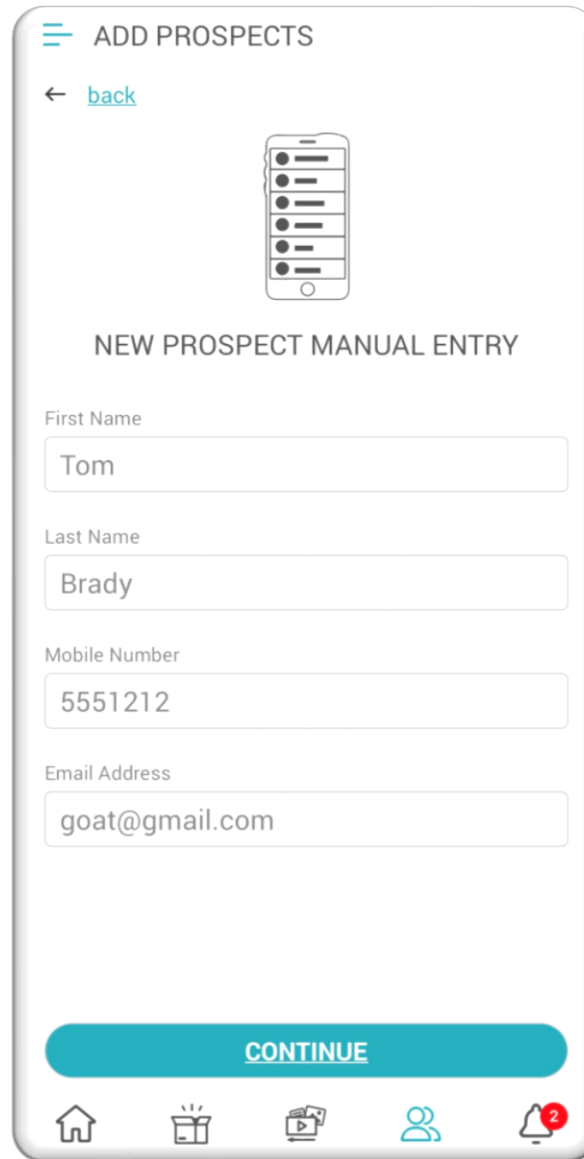 ADD PROSPECTS
← back
NEW PROSPECT MANUAL ENTRY
First Name
Tom
Last Name
Brady
Mobile Number
5551212
Email Address
goat@gmail.com
CONTINUE
2